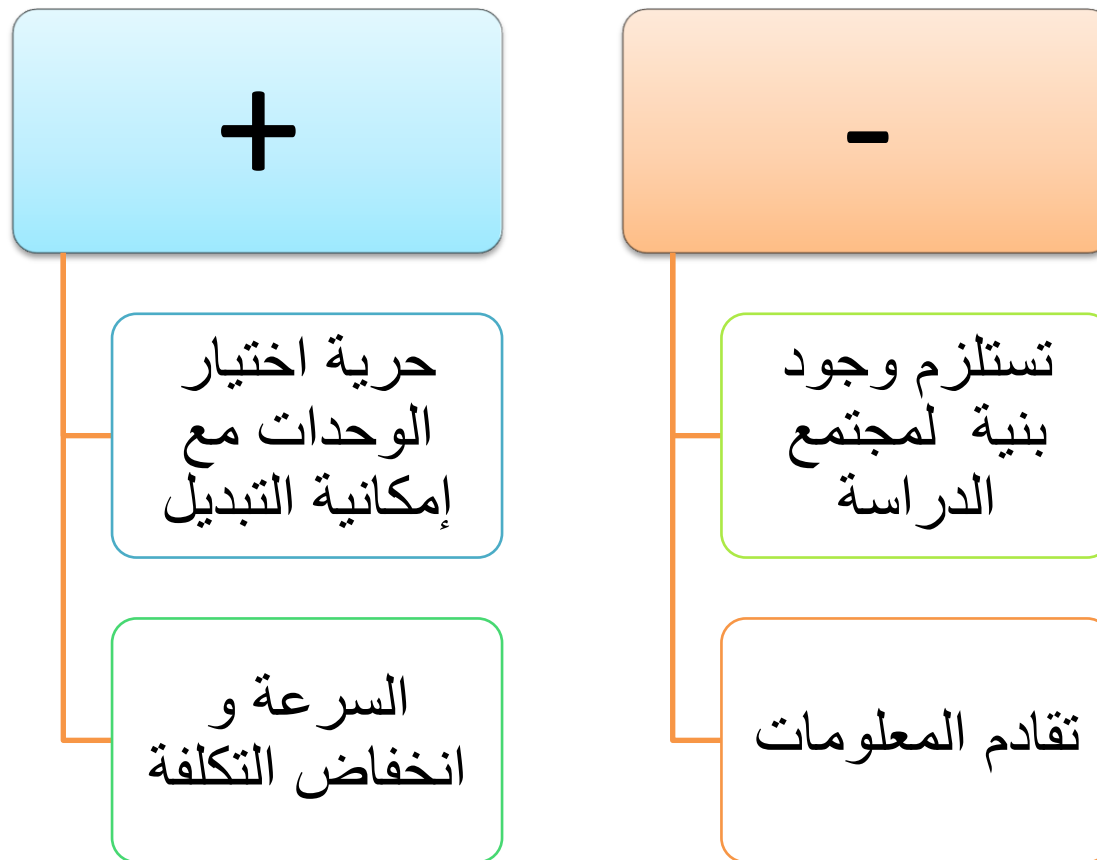 +
حرية اختيار
الوحدات مع
إمكانية التبديل
السرعة و
انخفاض التكلفة
-
تستلزم وجود
بنية لمجتمع
الدراسة
تقادم المعلومات